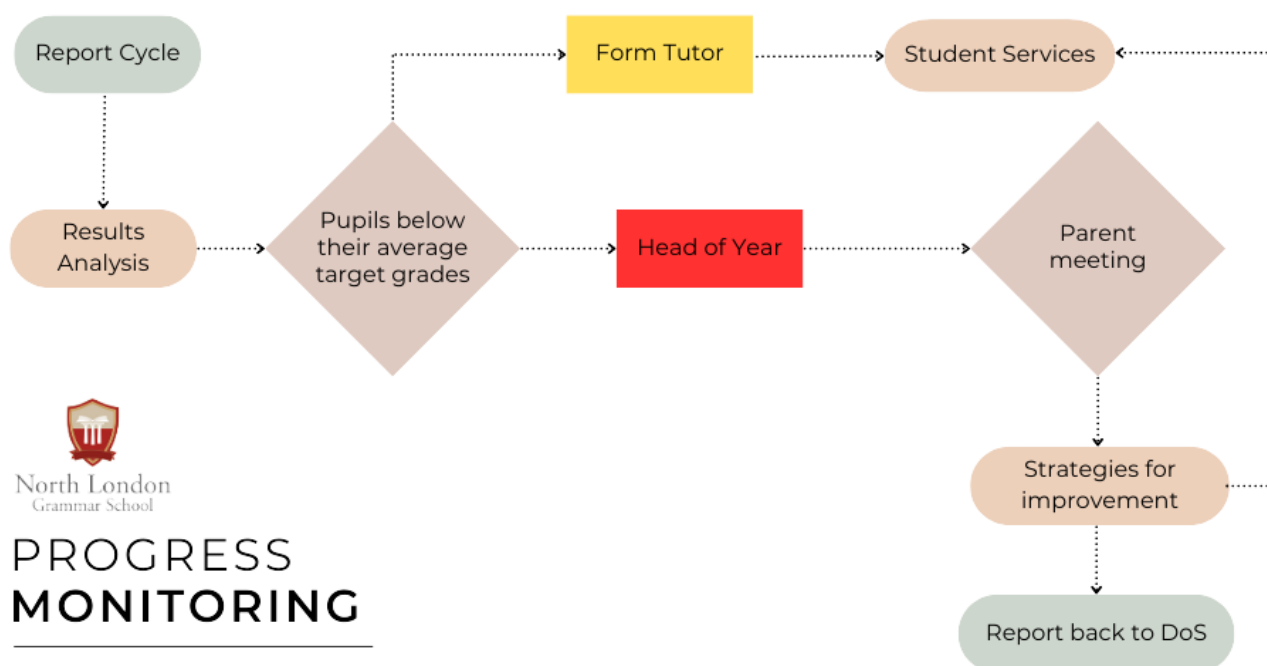 Report Cycle
Form Tutor
Student Services
Results
Analysis
Pupils below
their average
target grades
Head of Year
Parent
meeting
Strategies for
improvement
Report back to DoS
North London
Grammar School
PROGRESS
MONITORING